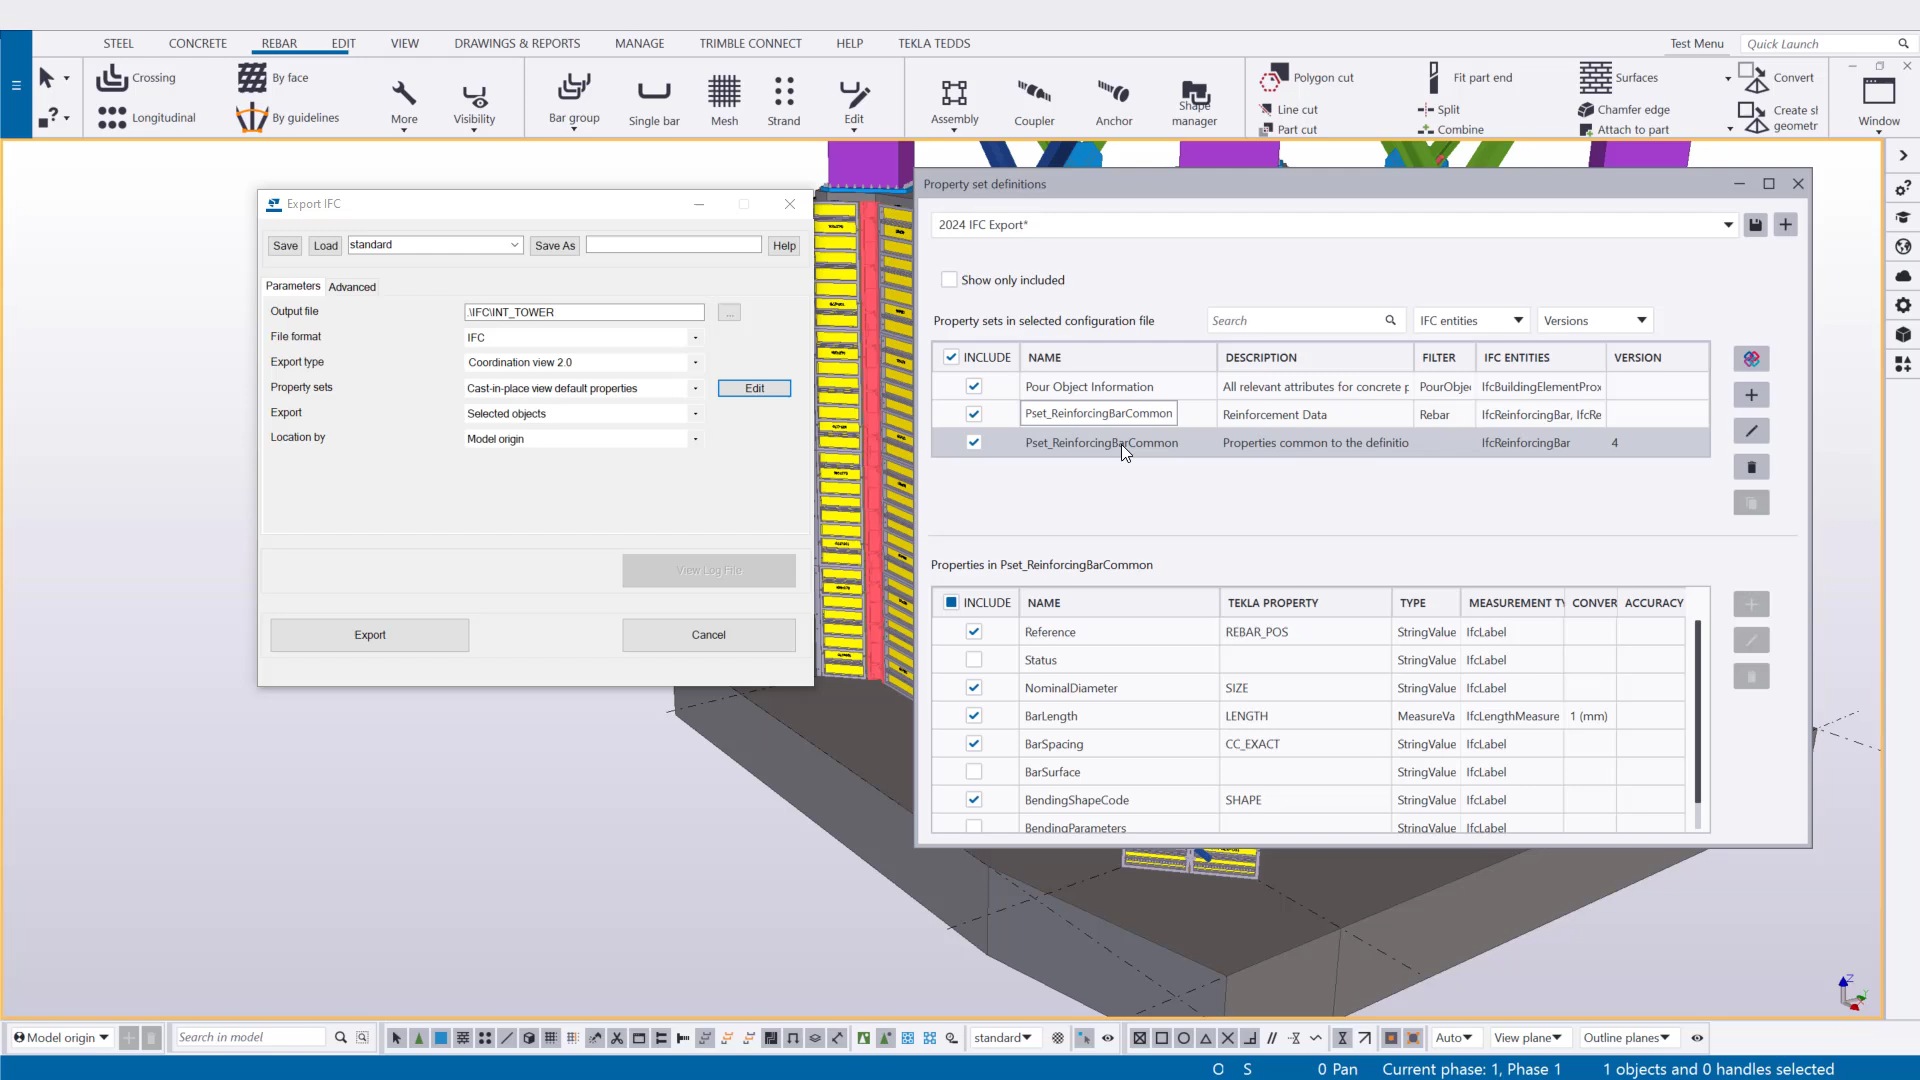 STEEL CONCRETE REBAR EDIT VIEW DRAWINGS & REPORTS MANAGE TRIMBLE CONNECT HELP TEKLA TEDDS Test Menu Quick Launch
Crossing By face Polygon cut Fit part end Surfaces Convert
Longitudinal By guidelines More Visibility Bar group Single bar Mesh Strand Edit Assembly Coupler Anchor Shape manager Line cut Split Chamfer edge Create sl
Part cut Combine Attach to part geometr Window
Export IFC
Save Load standard Save As Help
Parameters Advanced
Output file .\IFC\INT_TOWER ...
File format IFC
Export type Coordination view 2.0
Property sets Cast-in-place view default properties Edit
Export Selected objects
Location by Model origin
View Log File
Export Cancel
Property set definitions
2024 IFC Export*
Show only included
Property sets in selected configuration file Search IFC entities Versions
INCLUDE NAME DESCRIPTION FILTER IFC ENTITIES VERSION
Pour Object Information All relevant attributes for concrete p PourObje IfcBuildingElementProx
Pset_ReinforcingBarCommon Reinforcement Data Rebar IfcReinforcingBar, IfcRe
Pset_ReinforcingBarCommon Properties common to the definitio IfcReinforcingBar 4
Properties in Pset_ReinforcingBarCommon
INCLUDE NAME TEKLA PROPERTY TYPE MEASUREMENT TY CONVER ACCURACY
Reference REBAR_POS StringValue IfcLabel
Status StringValue IfcLabel
NominalDiameter SIZE StringValue IfcLabel
BarLength LENGTH MeasureVa IfcLengthMeasure 1 (mm)
BarSpacing CC_EXACT StringValue IfcLabel
BarSurface StringValue IfcLabel
BendingShapeCode SHAPE StringValue IfcLabel
BendingParameters StringValue IfcLabel
Z
Model origin Search in model standard Auto View plane Outline planes
O S 0 Pan Current phase: 1, Phase 1 1 objects and 0 handles selected